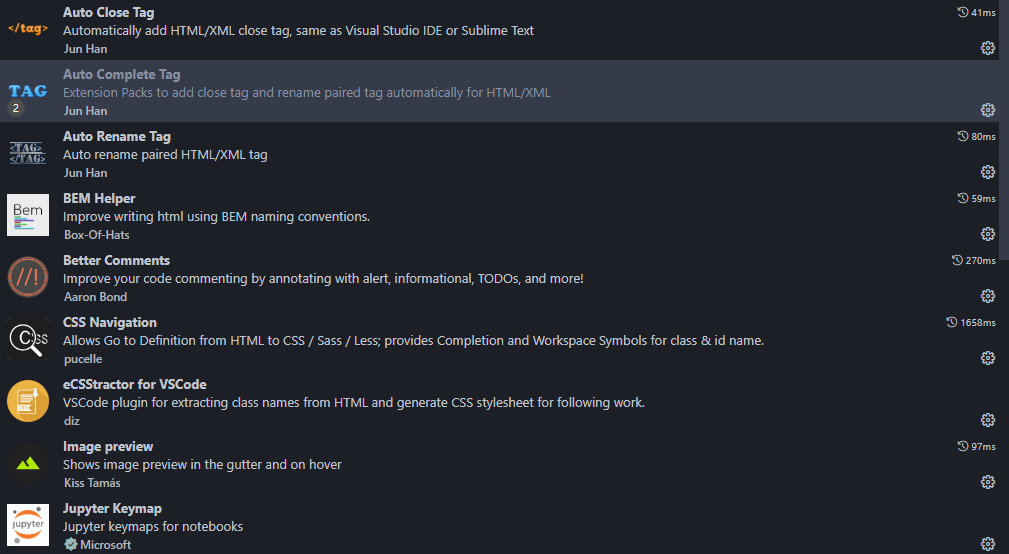 </tag>
Auto Close Tag
41ms
Automatically add HTML/XML close tag, same as Visual Studio IDE or Sublime Text
Jun Han
TAG
2
Auto Complete Tag
Extension Packs to add close tag and rename paired tag automatically for HTML/XML
Jun Han
<TAG>
</TAG>
Auto Rename Tag
80ms
Auto rename paired HTML/XML tag
Jun Han
Bem
BEM Helper
59ms
Improve writing html using BEM naming conventions.
Box-Of-Hats
//!
Better Comments
270ms
Improve your code commenting by annotating with alert, informational, TODOs, and more!
Aaron Bond
CSS
CSS Navigation
1658ms
Allows Go to Definition from HTML to CSS / Sass / Less; provides Completion and Workspace Symbols for class & id name.
pucelle
eCSStractor for VSCode
VSCode plugin for extracting class names from HTML and generate CSS stylesheet for following work.
diz
Image preview
97ms
Shows image preview in the gutter and on hover
Kiss Tamás
jupyter
Jupyter Keymap
Jupyter keymaps for notebooks
Microsoft